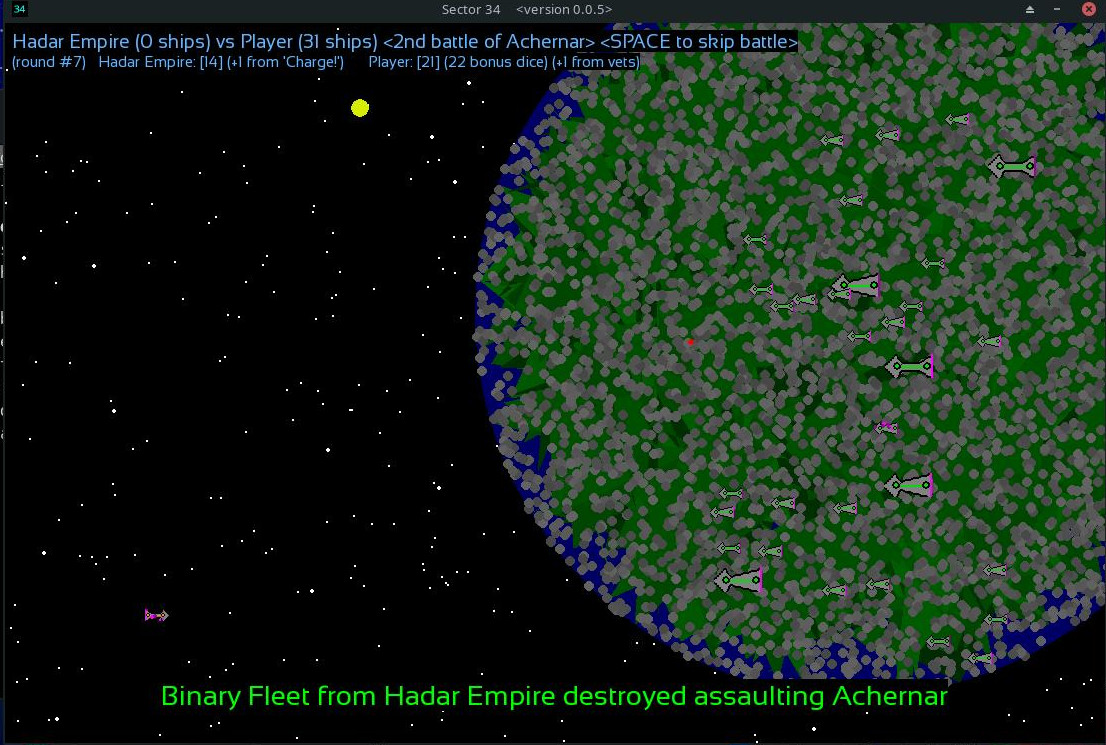 34
Sector 34 <version 0.0.5>
Hadar Empire (0 ships) vs Player (31 ships) <2nd battle of Achernar> <SPACE to skip battle>
(round #7) Hadar Empire: [14] (+1 from 'Charge!') Player: [21] (22 bonus dice) (+1 from vets)
Binary Fleet from Hadar Empire destroyed assaulting Achernar